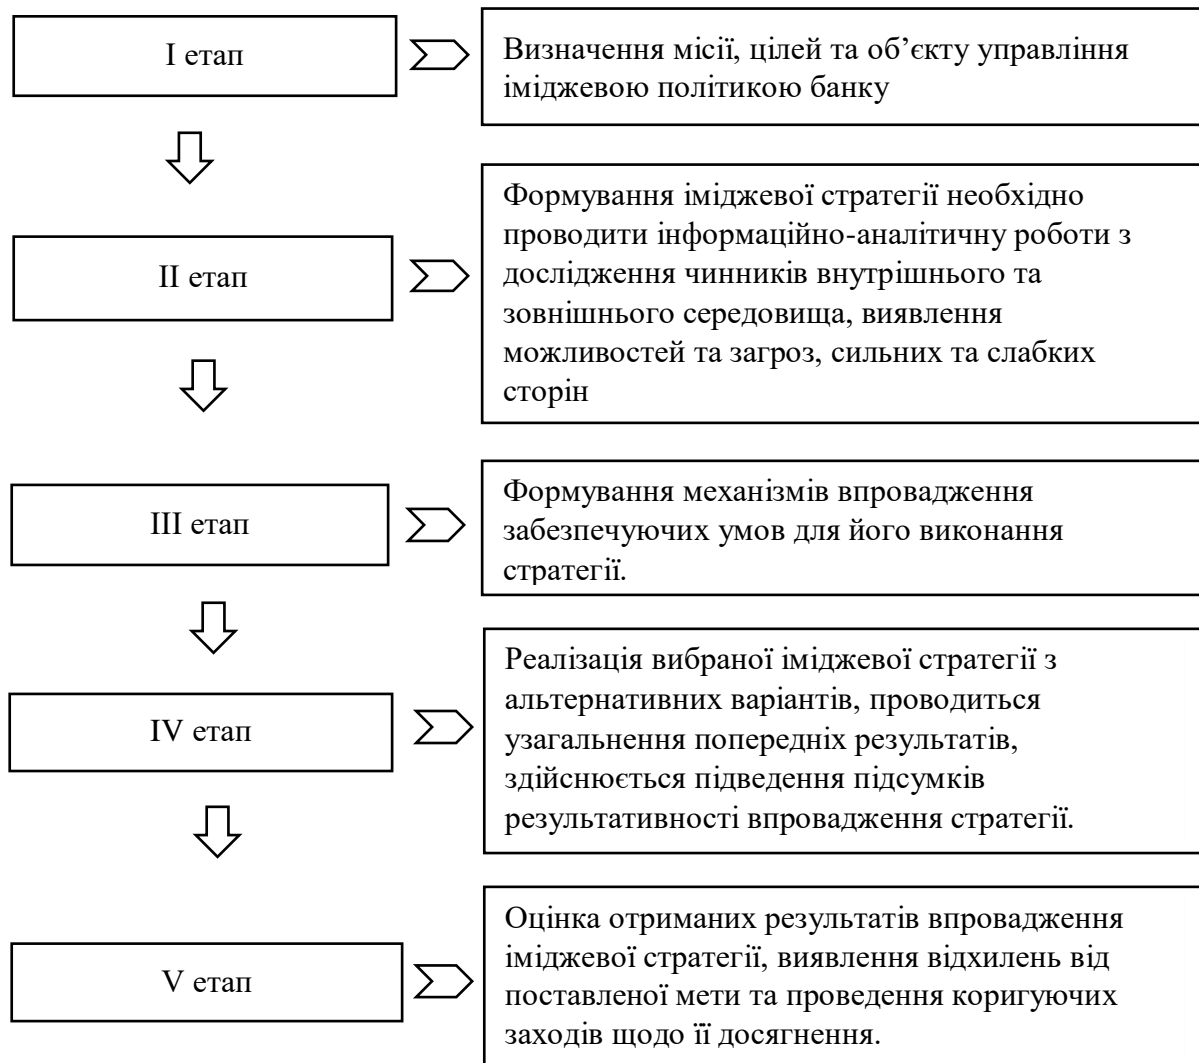 I етап
Визначення місії, цілей та об’єкту управління
іміджевою політикою банку
II етап
Формування іміджевої стратегії необхідно
проводити інформаційно-аналітичну роботи з
дослідження чинників внутрішнього та
зовнішнього середовища, виявлення
можливостей та загроз, сильних та слабких
сторін
III етап
Формування механізмів впровадження
забезпечуючих умов для його виконання
стратегії.
IV етап
Реалізація вибраної іміджевої стратегії з
альтернативних варіантів, проводиться
узагальнення попередніх результатів,
здійснюється підведення підсумків
результативності впровадження стратегії.
V етап
Оцінка отриманих результатів впровадження
іміджевої стратегії, виявлення відхилень від
поставленої мети та проведення коригуючих
заходів щодо її досягнення.